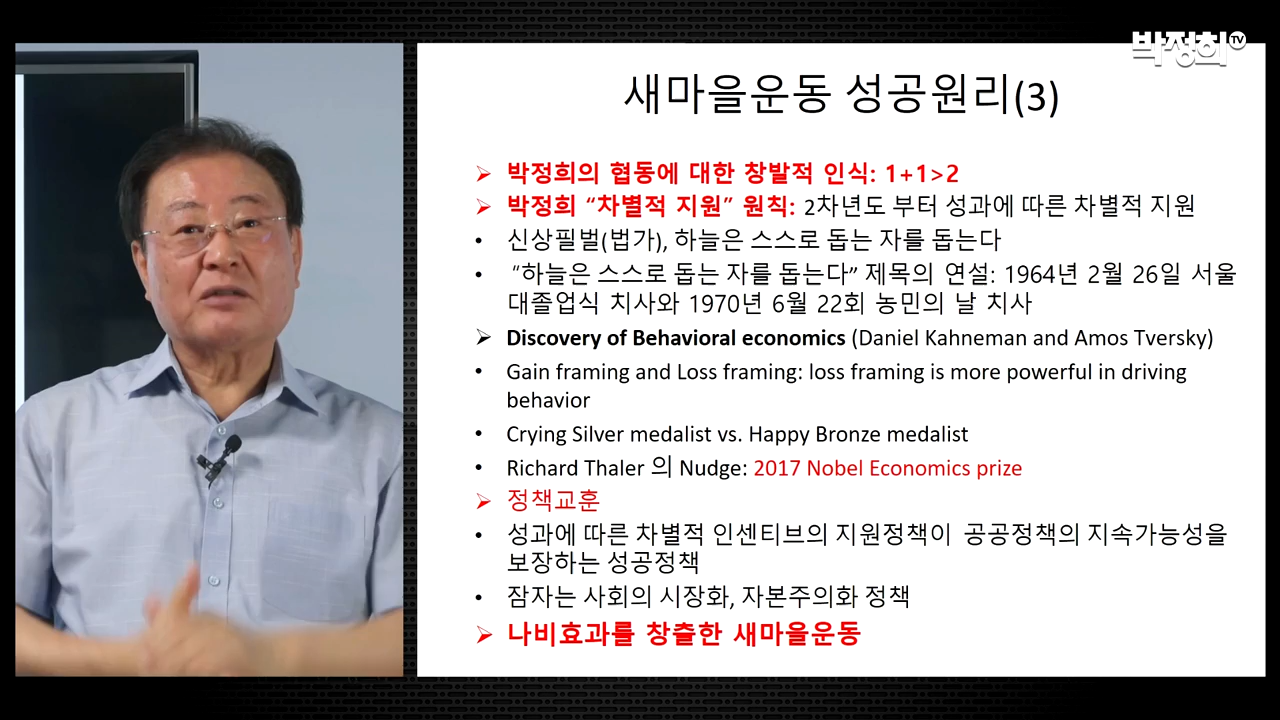 박정희TV
새마을운동 성공원리(3)
➢ 박정희의 협동에 대한 창발적 인식: 1+1>2
➢ 박정희 “차별적 지원” 원칙: 2차년도 부터 성과에 따른 차별적 지원
• 신상필벌(법가), 하늘은 스스로 돕는 자를 돕는다
• “하늘은 스스로 돕는 자를 돕는다” 제목의 연설: 1964년 2월 26일 서울
대졸업식 치사와 1970년 6월 22회 농민의 날 치사
➢ Discovery of Behavioral economics (Daniel Kahneman and Amos Tversky)
• Gain framing and Loss framing: loss framing is more powerful in driving
behavior
• Crying Silver medalist vs. Happy Bronze medalist
• Richard Thaler 의 Nudge: 2017 Nobel Economics prize
➢ 정책교훈
• 성과에 따른 차별적 인센티브의 지원정책이 공공정책의 지속가능성을
보장하는 성공정책
• 잠자는 사회의 시장화, 자본주의화 정책
➢ 나비효과를 창출한 새마을운동